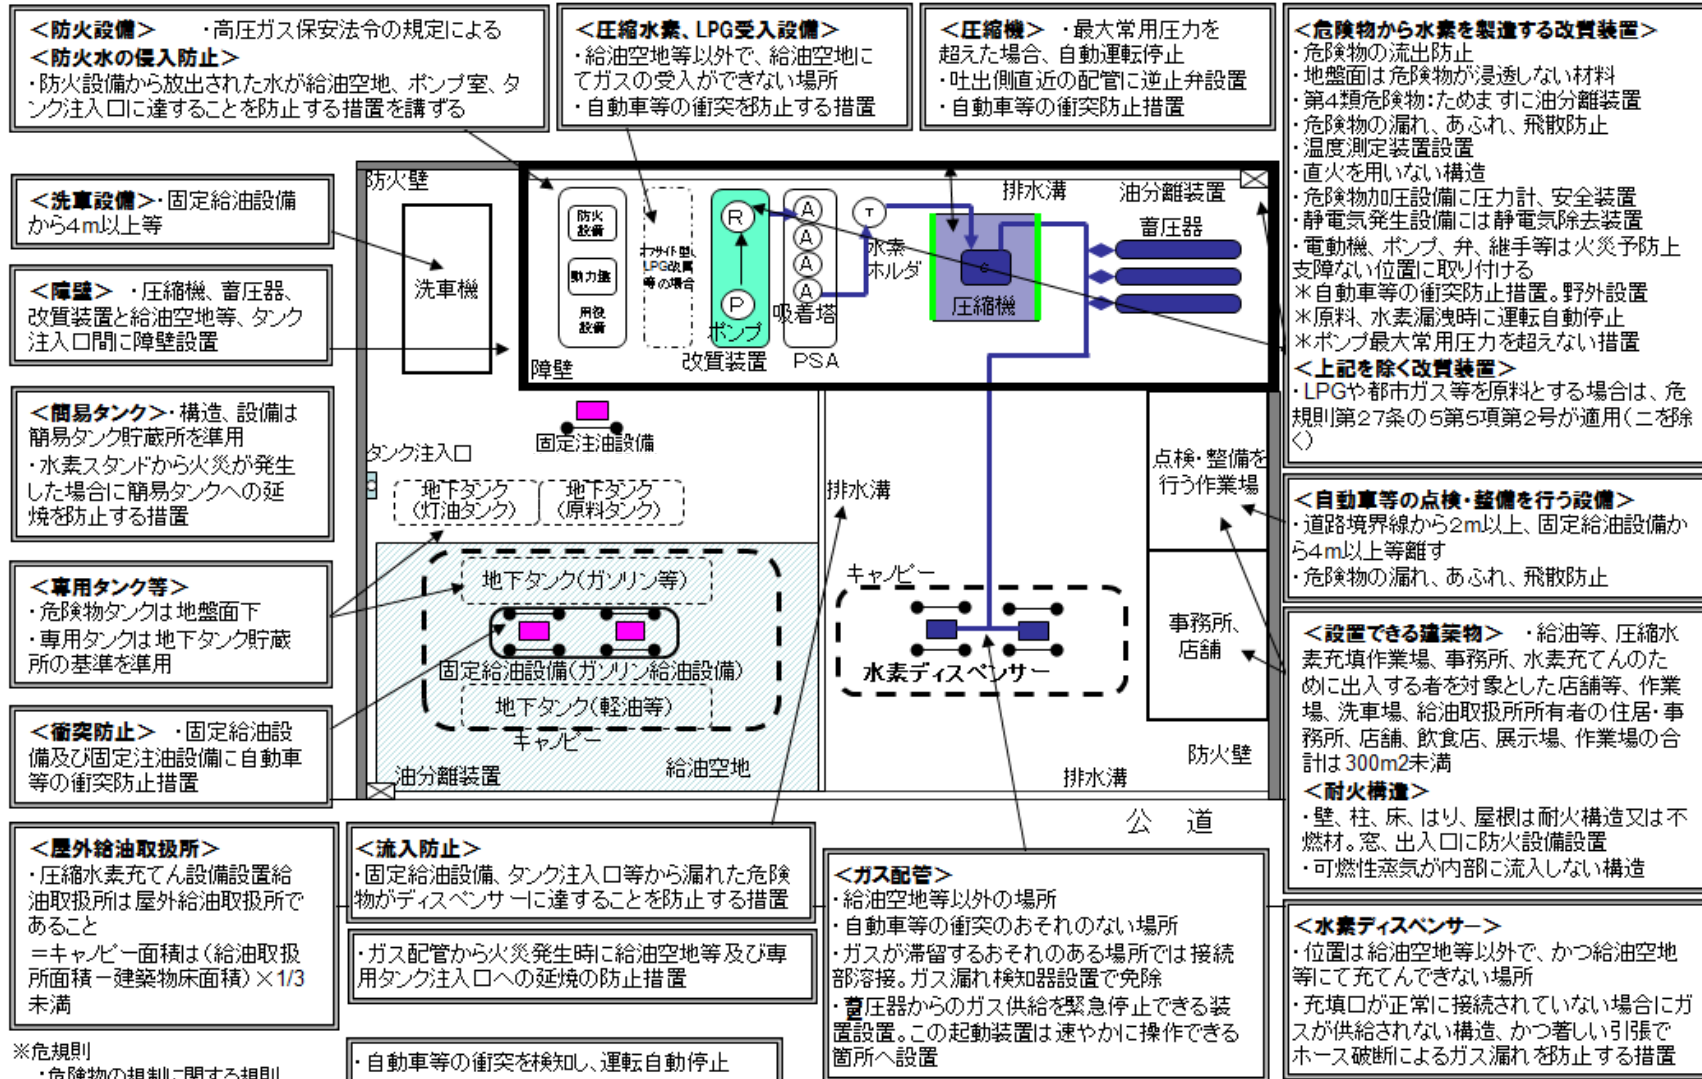 ＜防火設備＞　・高圧ガス保安法令の規定による
＜防火水の侵入防止＞
・防火設備から放出された水が給油空地、ポンプ室、タ
ンク注入口に達することを防止する措置を講ずる
＜圧縮水素、LPG受入設備＞
・給油空地等以外で、給油空地に
てガスの受入ができない場所
・自動車等の衝突を防止する措置
＜圧縮機＞　・最大常用圧力を
超えた場合、自動運転停止
・吐出側直近の配管に逆止弁設置
・自動車等の衝突防止措置
＜危険物から水素を製造する改質装置＞
・危険物の流出防止
・地盤面は危険物が浸透しない材料
・第4類危険物：ためますに油分離装置
・危険物の漏れ、あふれ、飛散防止
・温度測定装置設置
・直火を用いない構造
・危険物加圧設備に圧力計、安全装置
・静電気発生設備には静電気除去装置
・電動機、ポンプ、弁、継手等は火災予防上
支障ない位置に取り付ける
＊自動車等の衝突防止措置。野外設置
＊原料、水素漏洩時に運転自動停止
＊ポンプ最大常用圧力を超えない措置
＜上記を除く改質装置＞
・LPGや都市ガス等を原料とする場合は、危
規則第27条の5第5項第2号が適用（ニを除
く）
＜洗車設備＞・固定給油設備
から4m以上等
＜障壁＞　・圧縮機、蓄圧器、
改質装置と給油空地等、タンク
注入口間に障壁設置
＜簡易タンク＞・構造、設備は
簡易タンク貯蔵所を準用
・水素スタンドから火災が発生
した場合に簡易タンクへの延
焼を防止する措置
＜専用タンク等＞
・危険物タンクは地盤面下
・専用タンクは地下タンク貯蔵
所の基準を準用
＜衝突防止＞　・固定給油設
備及び固定注油設備に自動車
等の衝突防止措置
防火壁
洗車機
防火
設備
動力盤
用役
設備
オフサイト型、
LPG改質
等の場合
R
P
ポンプ
改質装置
A
A
A
A
吸着塔
PSA
T
水素
ホルダ
C
圧縮機
排水溝
油分離装置
蓄圧器
障壁
固定注油設備
タンク注入口
地下タンク
（灯油タンク）
地下タンク
（原料タンク）
排水溝
地下タンク（ガソリン等）
固定給油設備（ガソリン給油設備）
地下タンク（軽油等）
キャノピー
油分離装置
給油空地
キャノピー
水素ディスペンサー
点検・整備を
行う作業場
事務所、
店舗
防火壁
排水溝
公　道
＜自動車等の点検・整備を行う設備＞
・道路境界線から2m以上、固定給油設備か
ら4m以上等離す
・危険物の漏れ、あふれ、飛散防止
＜設置できる建築物＞　・給油等、圧縮水
素充填作業場、事務所、水素充てんのた
めに出入する者を対象とした店舗等、作業
場、洗車場、給油取扱所所有者の住居・事
務所、店舗、飲食店、展示場、作業場の合
計は300m2未満
＜耐火構造＞
・壁、柱、床、はり、屋根は耐火構造又は不
燃材。窓、出入口に防火設備設置
・可燃性蒸気が内部に流入しない構造
＜屋外給油取扱所＞
・圧縮水素充てん設備設置給
油取扱所は屋外給油取扱所で
あること
＝キャノピー面積は（給油取扱
所面積－建築物床面積）×1/3
未満
＜流入防止＞
・固定給油設備、タンク注入口等から漏れた危険
物がディスペンサーに達することを防止する措置
・ガス配管から火災発生時に給油空地等及び専
用タンク注入口への延焼の防止措置
・自動車等の衝突を検知し、運転自動停止
＜ガス配管＞
・給油空地等以外の場所
・自動車等の衝突のおそれのない場所
・ガスが滞留するおそれのある場所では接続
部溶接。ガス漏れ検知器設置で免除
・蓄圧器からのガス供給を緊急停止できる装
置設置。この起動装置は速やかに操作できる
箇所へ設置
＜水素ディスペンサー＞
・位置は給油空地等以外で、かつ給油空地
等にて充てんできない場所
・充填口が正常に接続されていない場合にガ
スが供給されない構造、かつ著しい引張で
ホース破断によるガス漏れを防止する措置
※危規則
・危険物の規制に関する規則